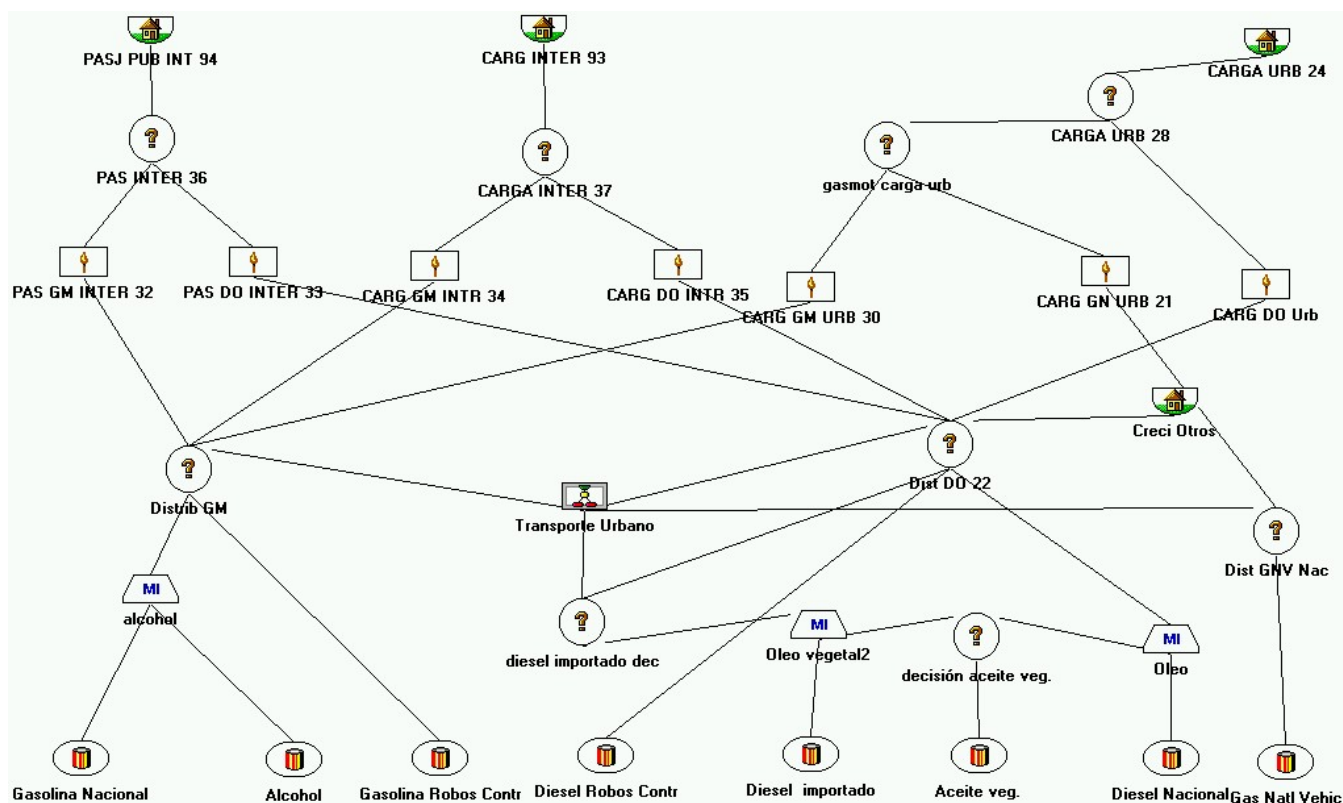 PASJ PUB INT 94
CARG INTER 93
CARGA URB 24
?
CARGA URB 28
?
PAS INTER 36
?
CARGA INTER 37
?
gasmot carga urb
PAS GM INTER 32
PAS DO INTER 33
CARG GM INTR 34
CARG DO INTR 35
CARG GM URB 30
CARG GN URB 21
CARG DO Urb
Creci Otros
?
Distrib GM
?
Dist DO 22
Transporte Urbano
?
Dist GNV Nac
MI
alcohol
?
diesel importado dec
MI
Oleo vegetal2
?
decisión aceite veg.
MI
Oleo
Gasolina Nacional
Alcohol
Gasolina Robos Contr
Diesel Robos Contr
Diesel importado
Aceite veg.
Diesel Nacional
Gas Natl Vehic